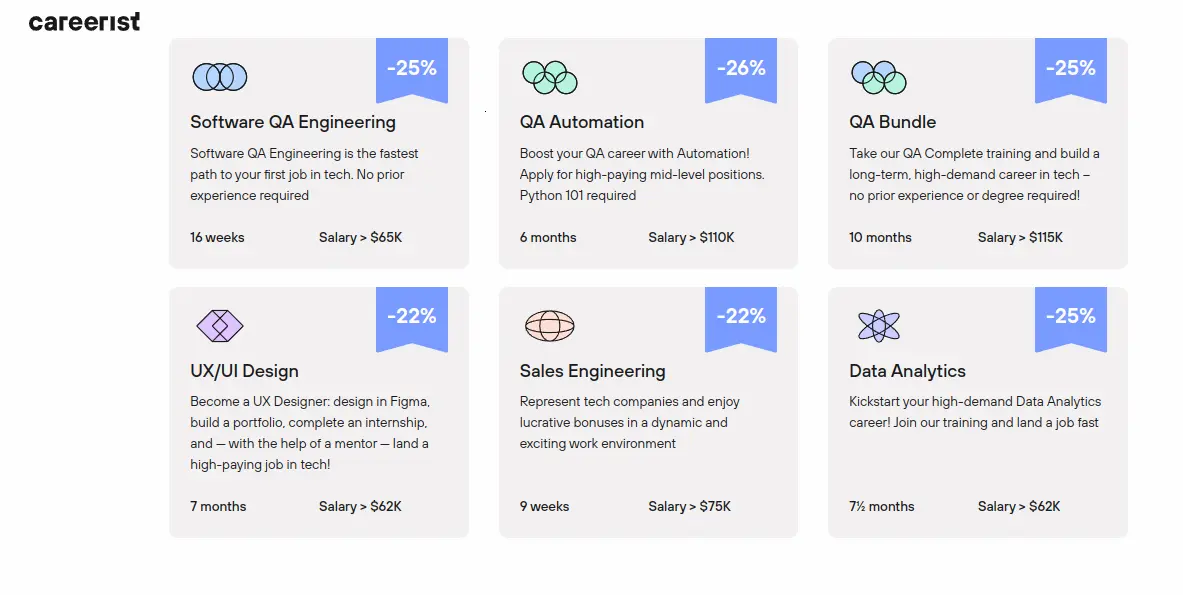 careerist
-25%
Software QA Engineering
Software QA Engineering is the fastest
path to your first job in tech. No prior
experience required
16 weeks
Salary > $65K
-26%
QA Automation
Boost your QA career with Automation!
Apply for high-paying mid-level positions.
Python 101 required
6 months
Salary > $110K
-25%
QA Bundle
Take our QA Complete training and build a
long-term, high-demand career in tech –
no prior experience or degree required!
10 months
Salary > $115K
-22%
UX/UI Design
Become a UX Designer: design in Figma,
build a portfolio, complete an internship,
and — with the help of a mentor — land a
high-paying job in tech!
7 months
Salary > $62K
-22%
Sales Engineering
Represent tech companies and enjoy
lucrative bonuses in a dynamic and
exciting work environment
9 weeks
Salary > $75K
-25%
Data Analytics
Kickstart your high-demand Data Analytics
career! Join our training and land a job fast
7½ months
Salary > $62K